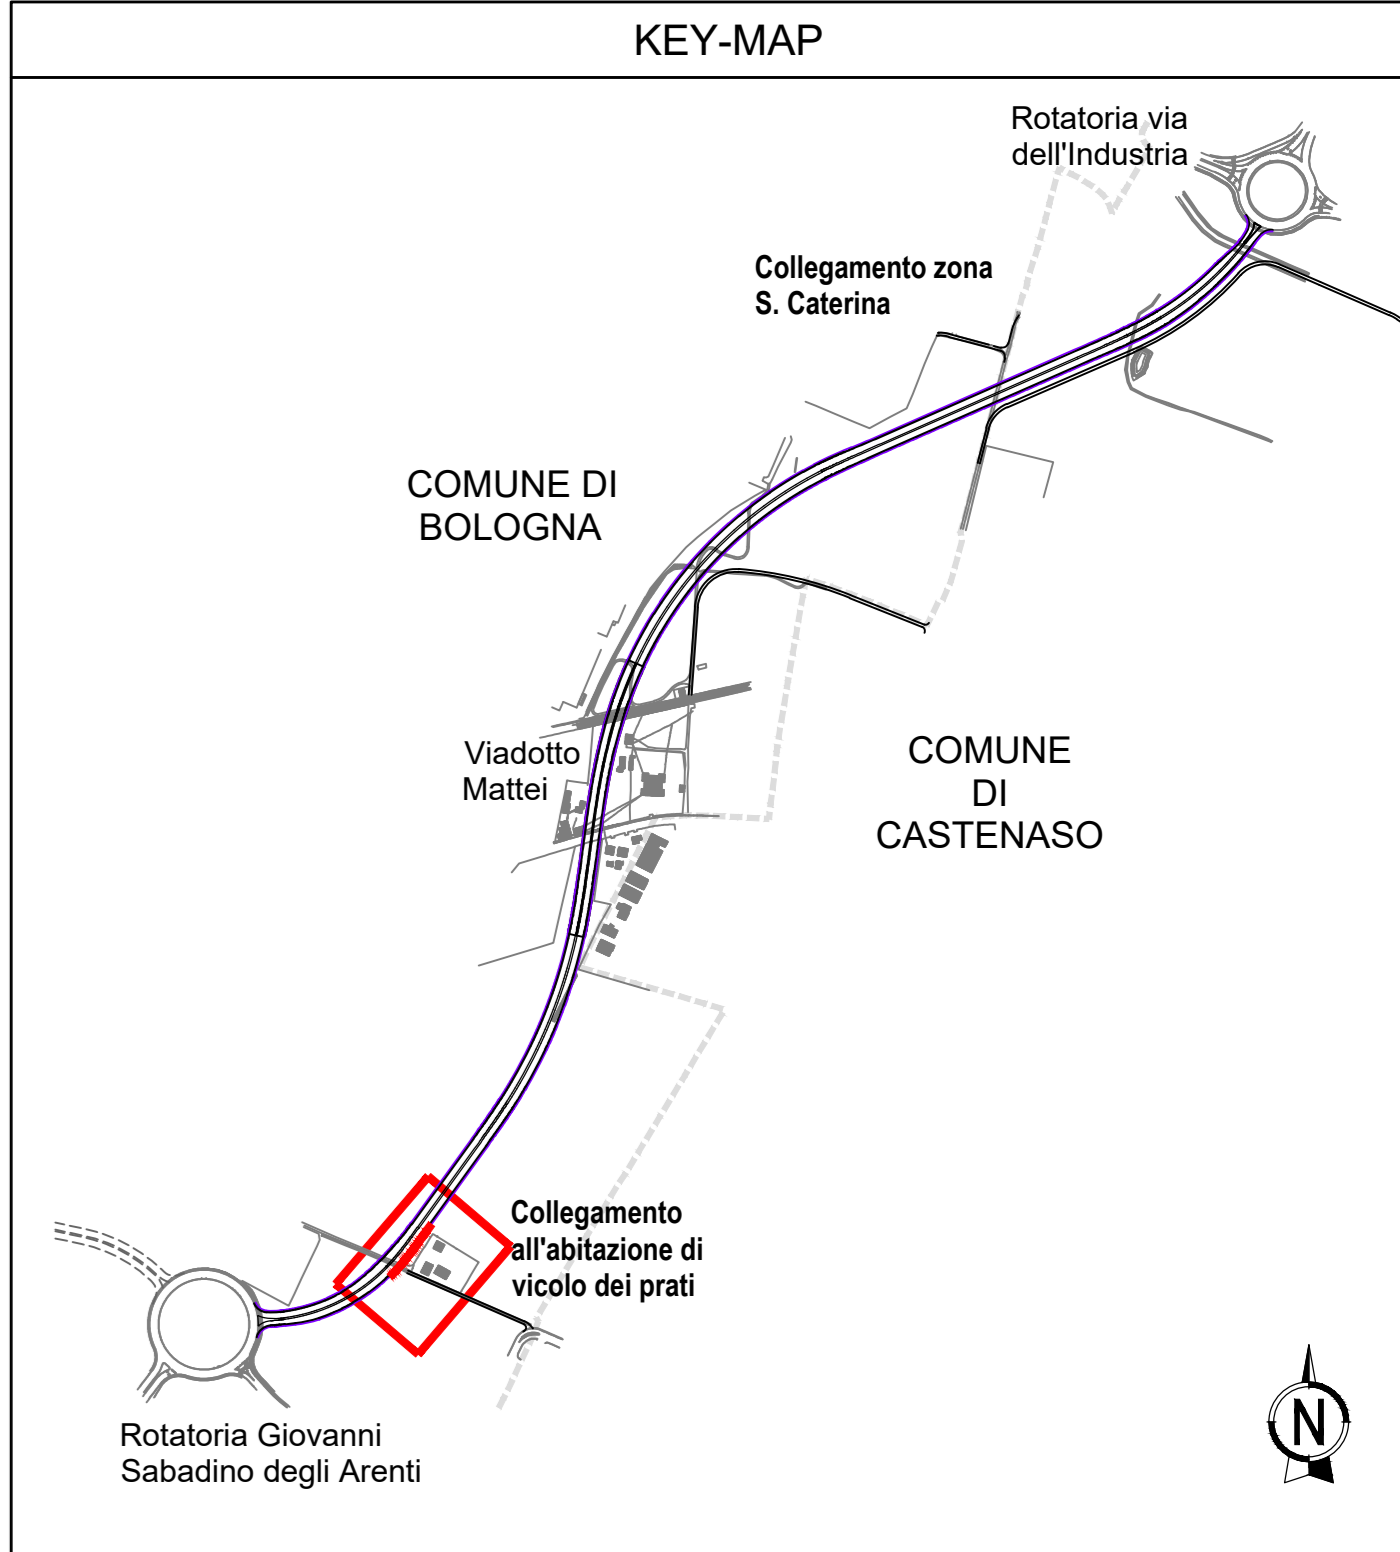 KEY-MAP
Rotatoria via
dell'Industria
Collegamento zona
S. Caterina
COMUNE DI
BOLOGNA
Viadotto
Mattei
COMUNE
DI
CASTENASO
Collegamento
all'abitazione di
vicolo dei prati
Rotatoria Giovanni
Sabadino degli Arenti
N